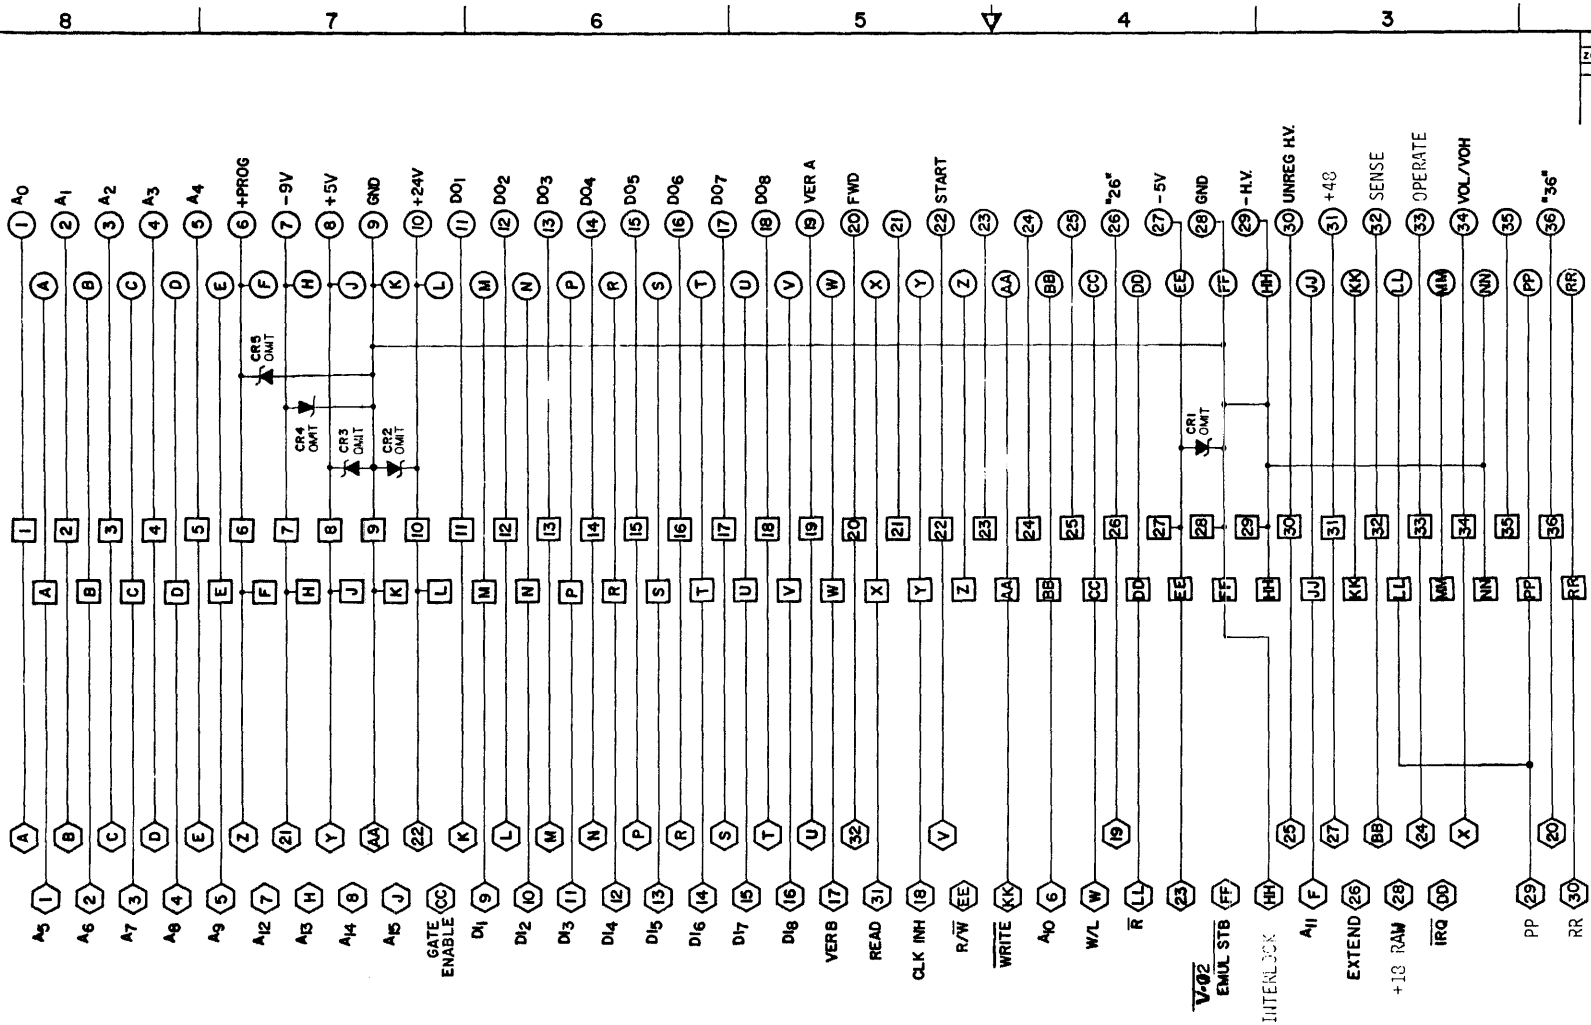 8 7 6 5 4 3
A0 A1 A2 A3 A4 +PROG -9V +5V GND +24V DO1 DO2 DO3 DO4 DO5 DO6 DO7 DO8 VER A FWD START "26" -5V GND -H.V. UNREG H.V. +48 SENSE OPERATE VOL/VOH "36"
1 2 3 4 5 6 7 8 9 10 11 12 13 14 15 16 17 18 19 20 21 22 23 24 25 26 27 28 29 30 31 32 33 34 35 36
A B C D E F H J K L M N P R S T U V W X Y Z AA BB CC DD EE FF HH JJ KK LL MM NN PP RR
CR5
OMIT
CR4
OMIT
CR3
OMIT
CR2
OMIT
CR1
OMIT
1 2 3 4 5 6 7 8 9 10 11 12 13 14 15 16 17 18 19 20 21 22 23 24 25 26 27 28 29 30 31 32 33 34 35 36
A B C D E F H J K L M N P R S T U V W X Y Z AA BB CC DD EE FF HH JJ KK LL MM NN PP RR
A B C D E Z 21 Y AA 22 K L M N P R S T U 32 V 19 25 27 BB 24 X 20
1 2 3 4 5 7 H 8 J CC 9 10 11 12 13 14 15 16 17 31 18 EE KK 6 W LL 23 FF HH F 26 28 DD 29 30
A5 A6 A7 A8 A9 A12 A13 A14 A15 GATE ENABLE DI1 DI2 DI3 DI4 DI5 DI6 DI7 DI8 VER B READ CLK INH R/W WRITE A10 W/L R
V-02
EMUL STB
INTERLOCK
A11 EXTEND +18 RAW IRQ PP RR